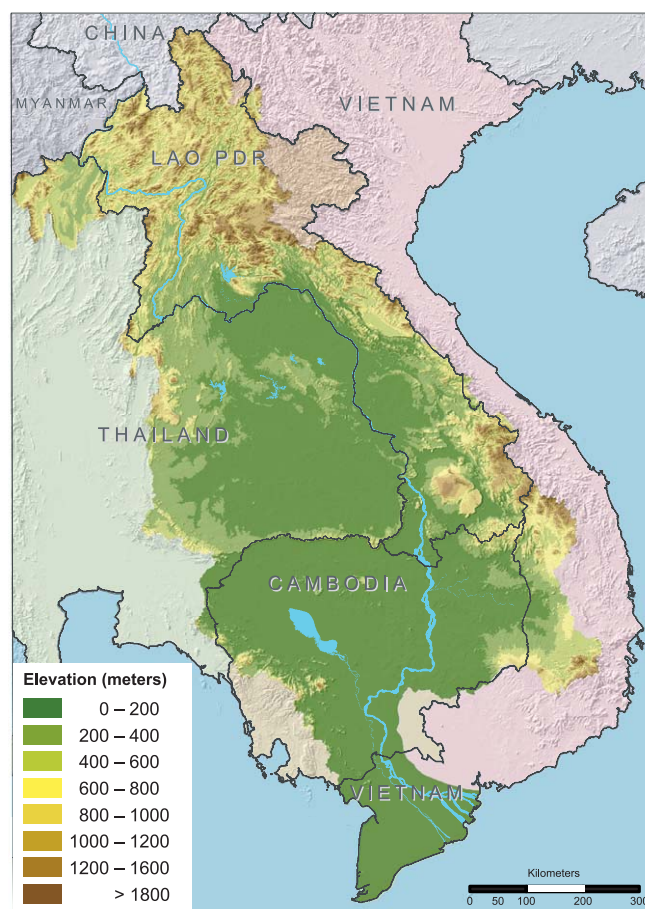 CHINA
MYANMAR
VIETNAM
LAO PDR
THAILAND
CAMBODIA
VIETNAM
Elevation (meters)
0 – 200
200 – 400
400 – 600
600 – 800
800 – 1000
1000 – 1200
1200 – 1600
> 1800
Kilometers
0 50 100 200 300